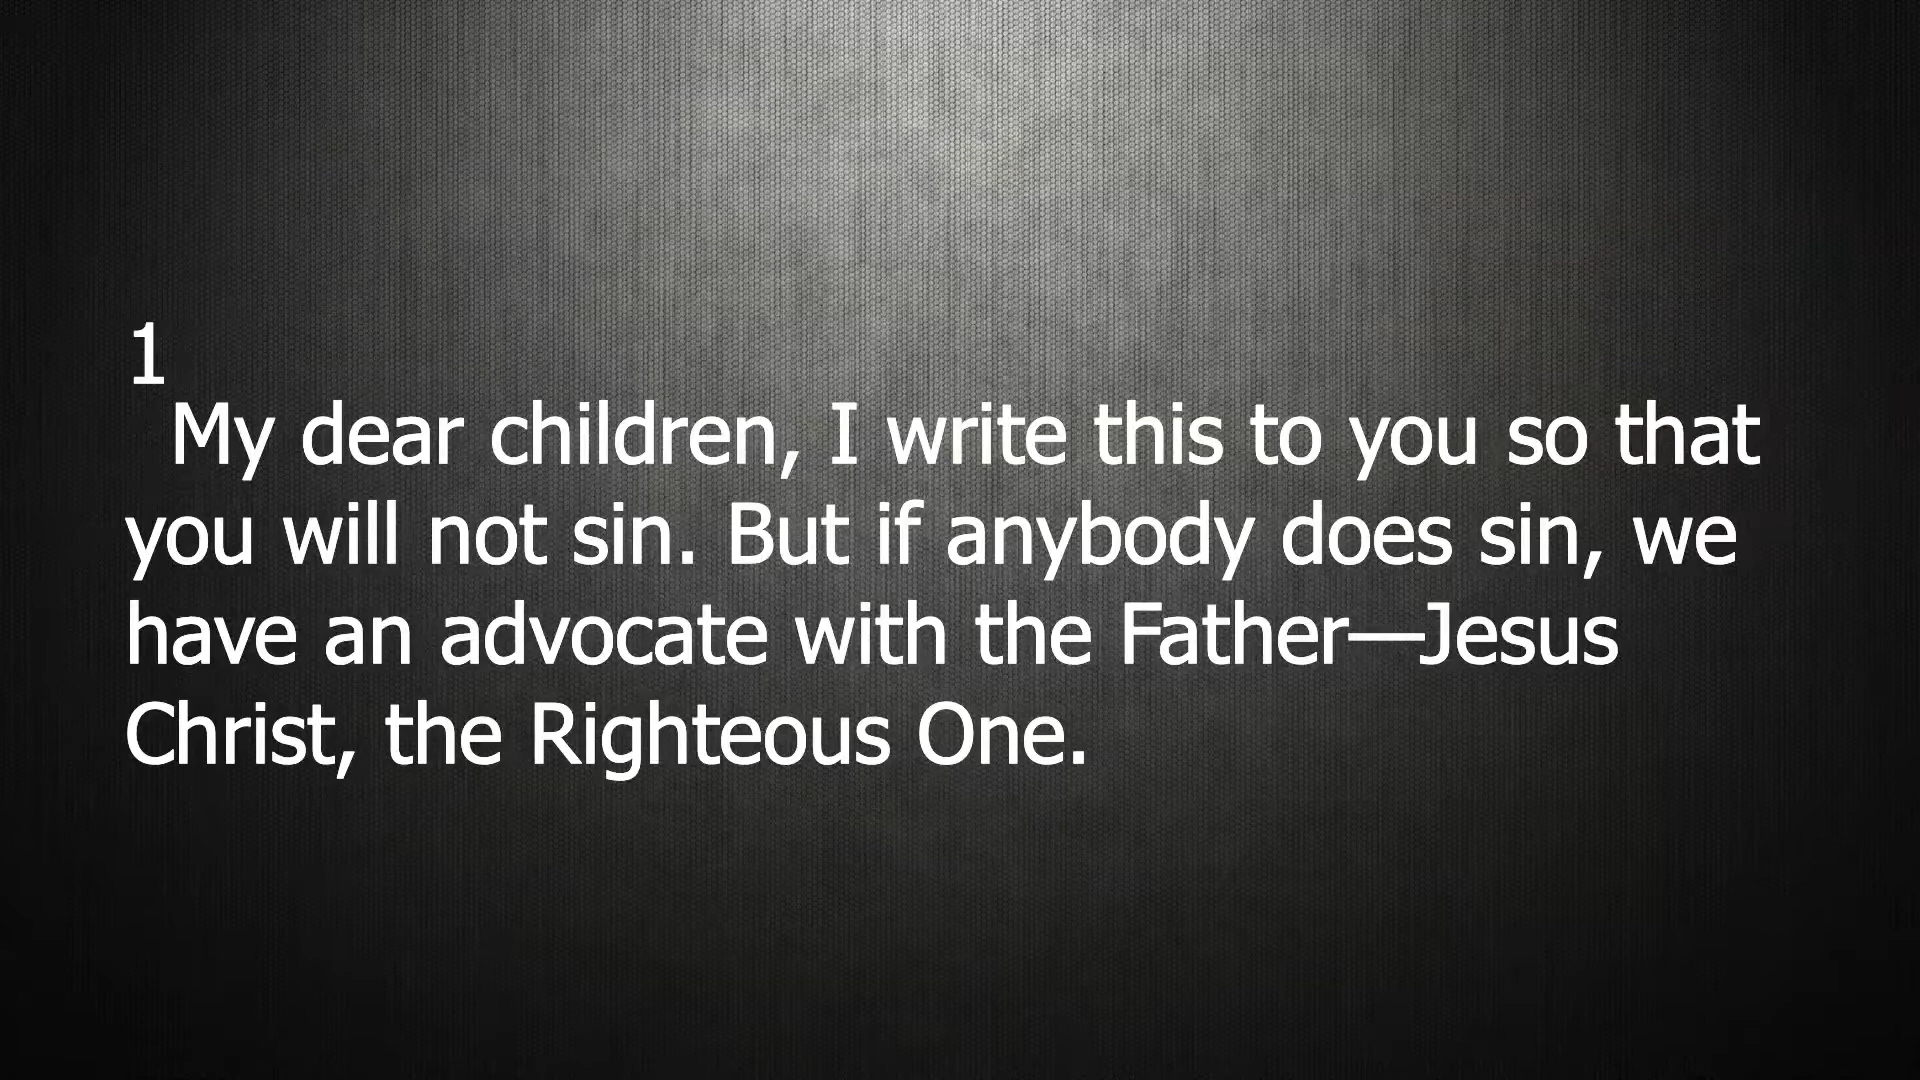 1
My dear children, I write this to you so that
you will not sin. But if anybody does sin, we
have an advocate with the Father—Jesus
Christ, the Righteous One.